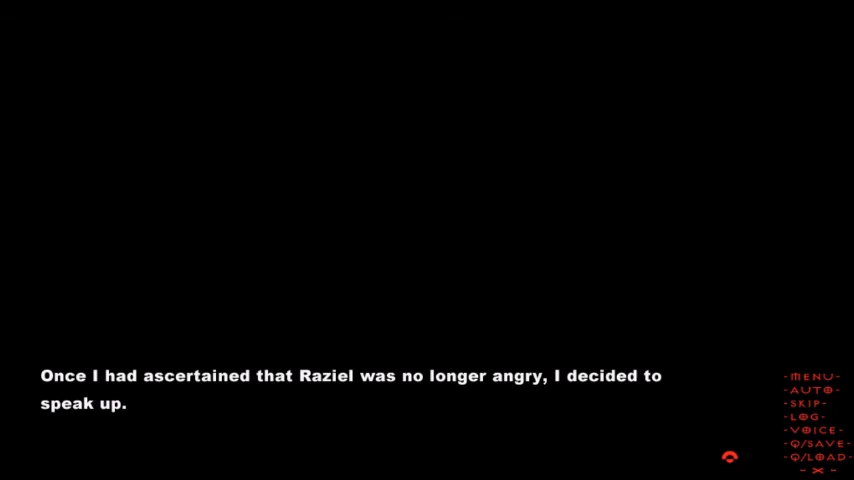 Once I had ascertained that Raziel was no longer angry, I decided to
speak up.
-MENU-
-AUTO-
-SKIP-
-LOG-
-VOICE-
-Q/SAVE-
-Q/LOAD-